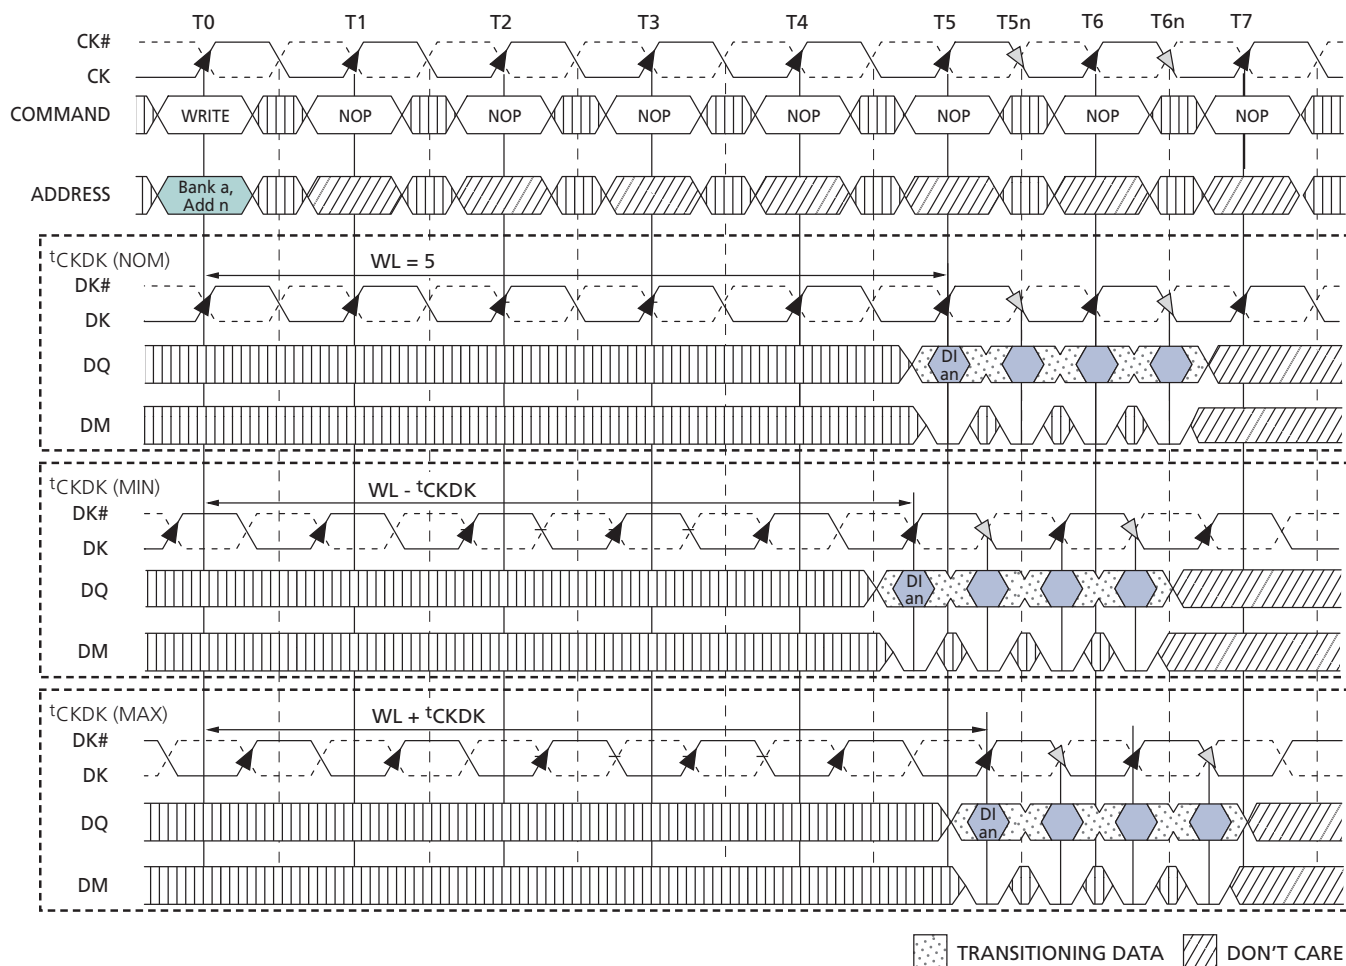 T0 T1 T2 T3 T4 T5 T5n T6 T6n T7
CK#
CK
COMMAND WRITE NOP NOP NOP NOP NOP NOP NOP
ADDRESS Bank a,
Add n
tCKDK (NOM) WL = 5
DK#
DK
DQ DI
an
DM
tCKDK (MIN) WL - tCKDK
DK#
DK
DQ DI
an
DM
tCKDK (MAX) WL + tCKDK
DK#
DK
DQ DI
an
DM
TRANSITIONING DATA DON'T CARE